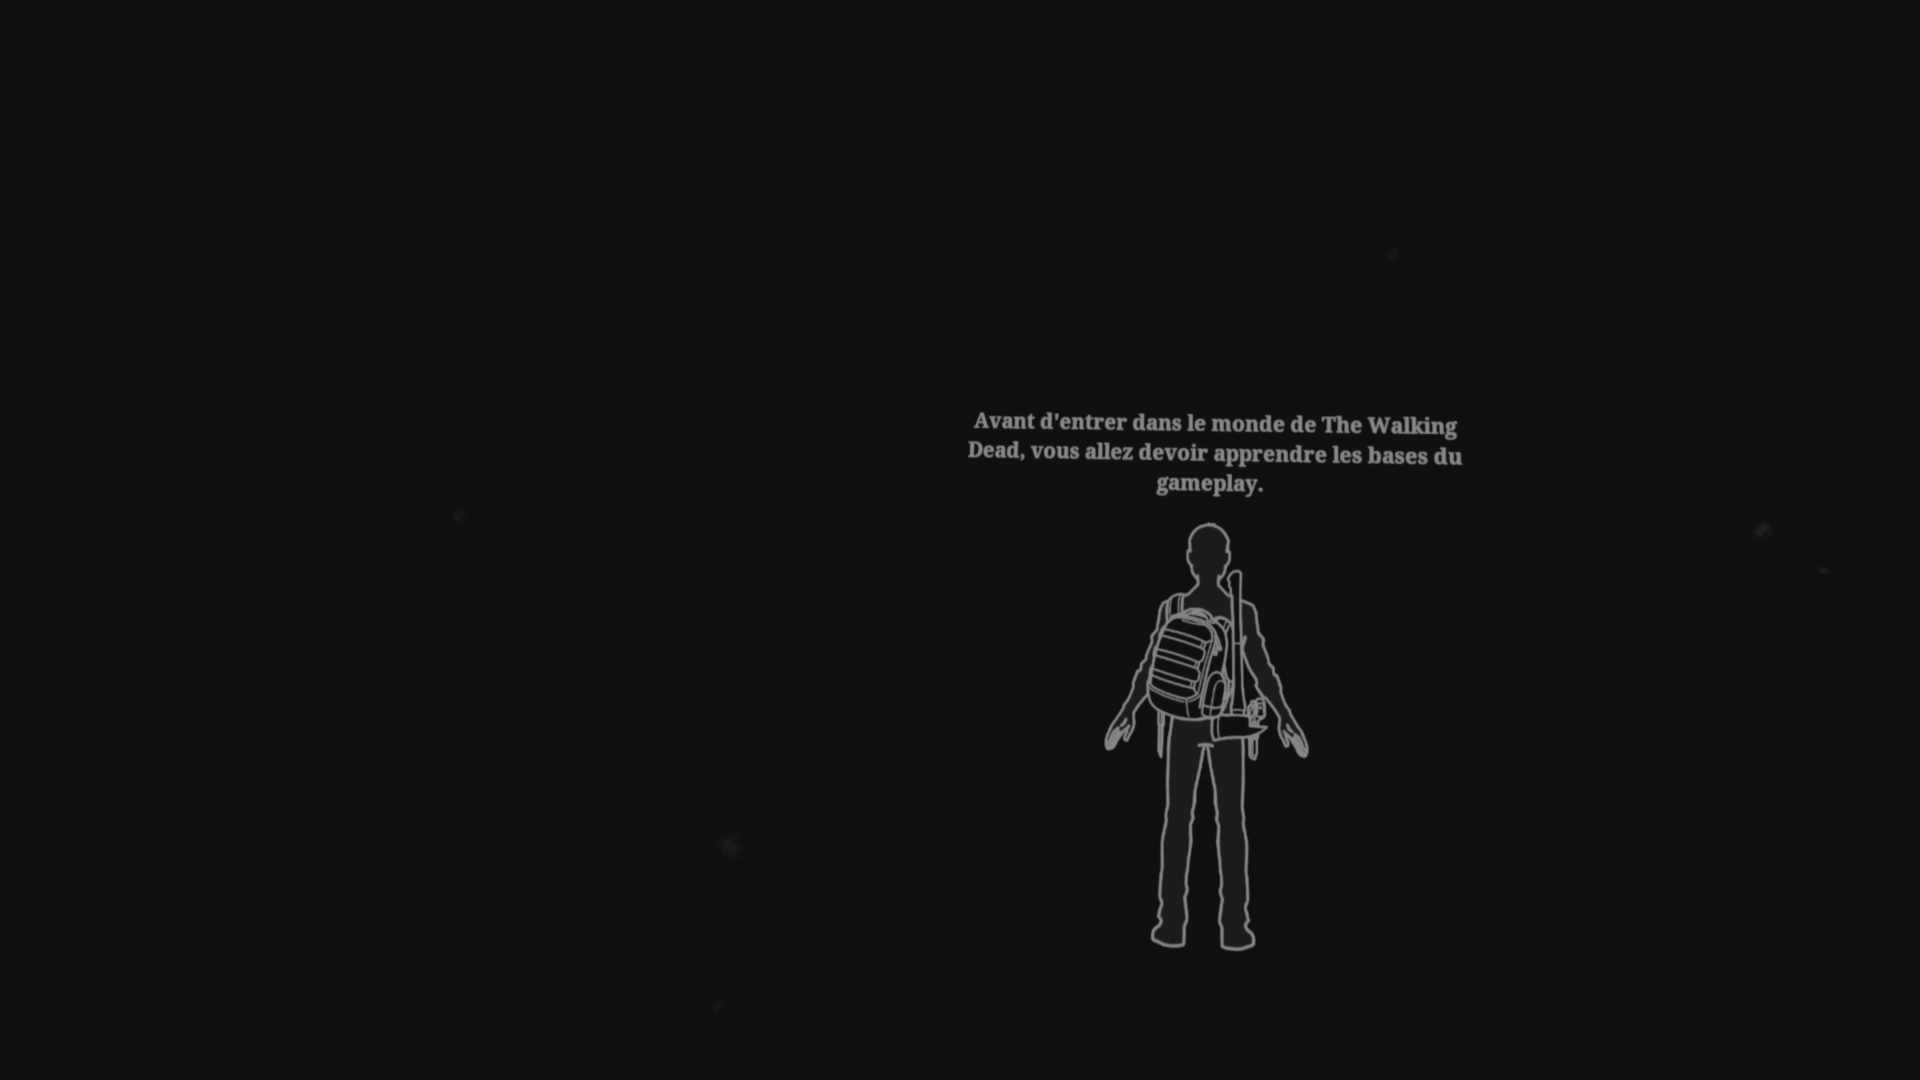 Avant d'entrer dans le monde de The Walking
Dead, vous allez devoir apprendre les bases du
gameplay.